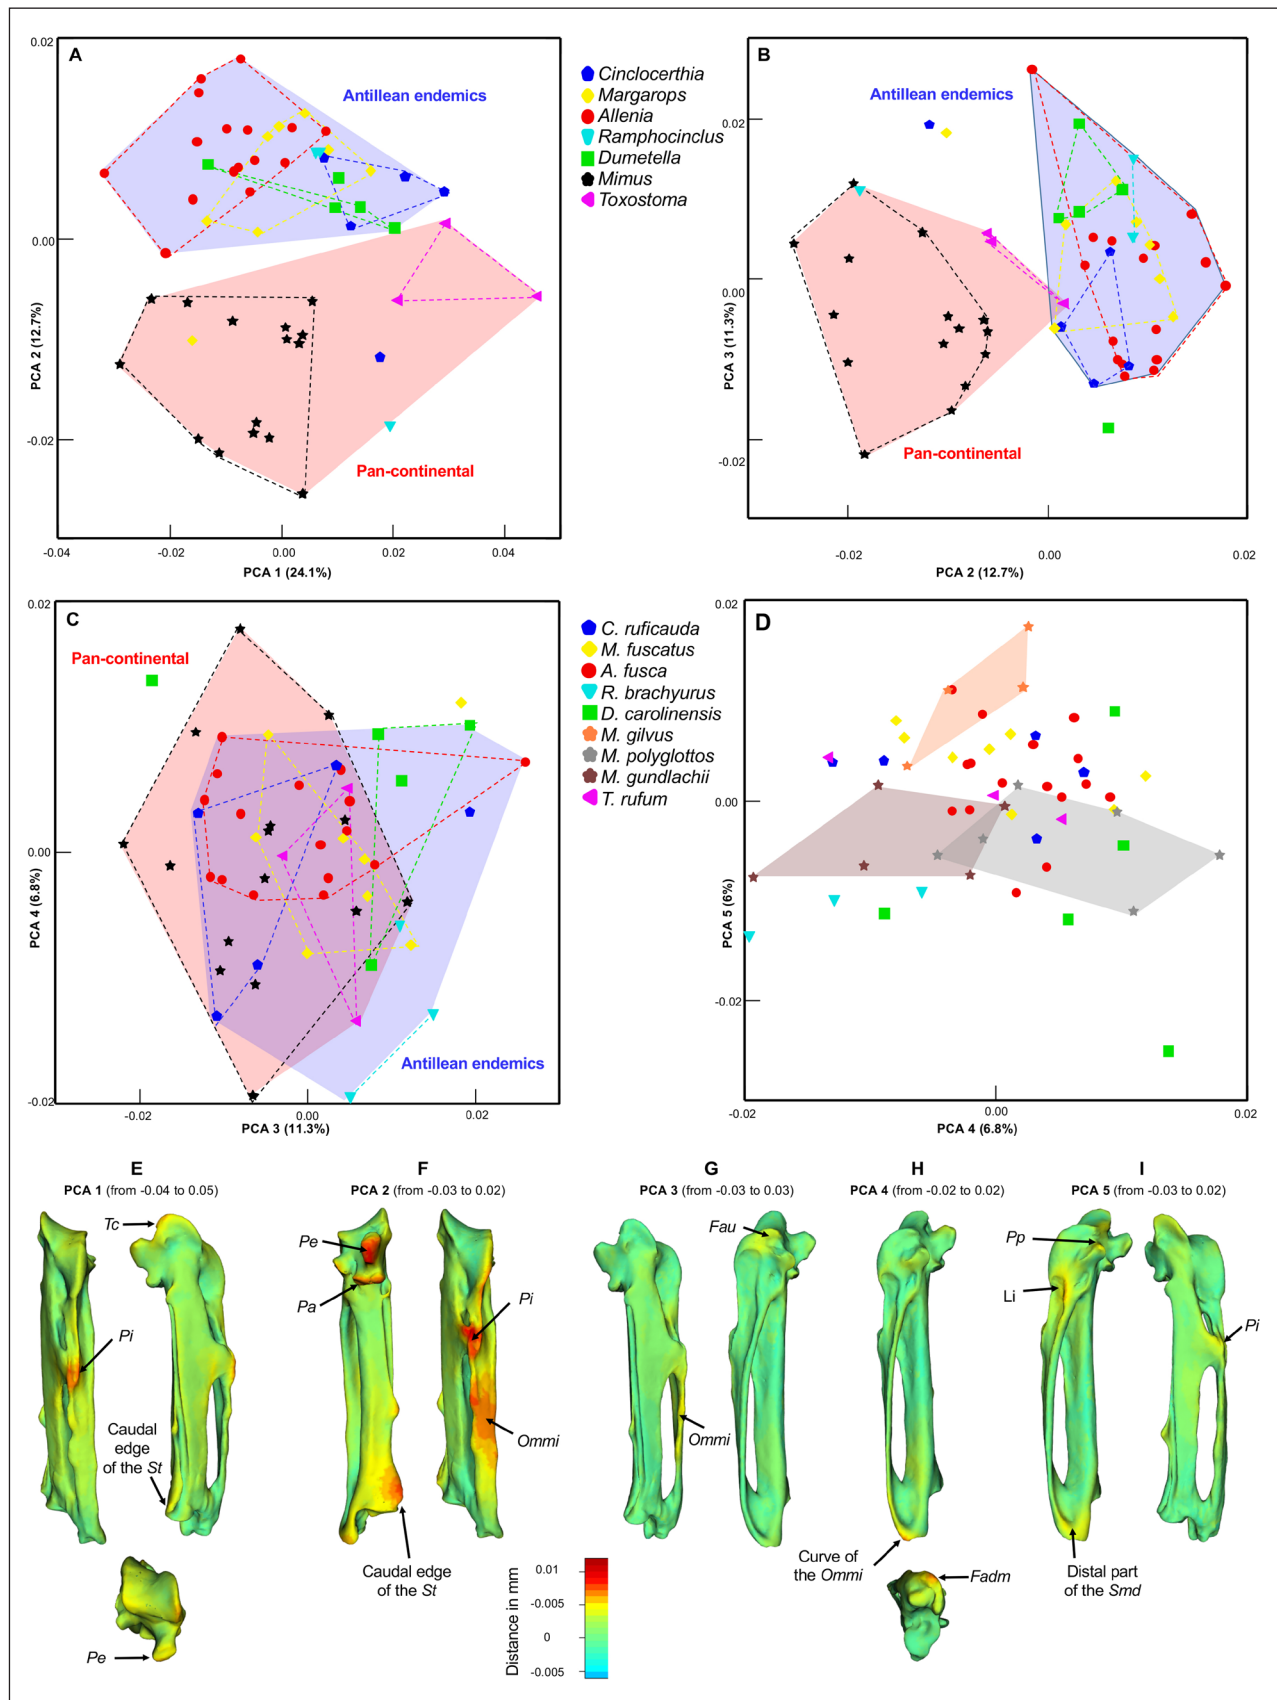 A
Antillean endemics
Pan-continental
0.02
0.00
-0.02
PCA 2 (12.7%)
-0.04
-0.02
0.00
0.02
0.04
PCA 1 (24.1%)
Cinclocerthia
Margarops
Allenia
Ramphocinclus
Dumetella
Mimus
Toxostoma
B
Antillean endemics
Pan-continental
0.02
0.00
-0.02
PCA 3 (11.3%)
-0.02
0.00
0.02
PCA 2 (12.7%)
C
Pan-continental
Antillean endemics
0.02
0.00
-0.02
PCA 4 (6.8%)
-0.02
0.00
0.02
PCA 3 (11.3%)
C. ruficauda
M. fuscatus
A. fusca
R. brachyurus
D. carolinensis
M. gilvus
M. polyglottos
M. gundlachii
T. rufum
D
0.02
0.00
-0.02
PCA 5 (6%)
-0.02
0.00
0.02
PCA 4 (6.8%)
E
PCA 1 (from -0.04 to 0.05)
Tc
Pi
Caudal
edge
of the St
Pe
F
PCA 2 (from -0.03 to 0.02)
Pe
Pa
Pi
Ommi
Caudal edge
of the St
Distance in mm
0.01
-0.005
0
-0.005
G
PCA 3 (from -0.03 to 0.03)
Fau
Ommi
H
PCA 4 (from -0.02 to 0.02)
Curve of
the Ommi
Fadm
I
PCA 5 (from -0.03 to 0.02)
Pp
Li
Pi
Distal part
of the Smd